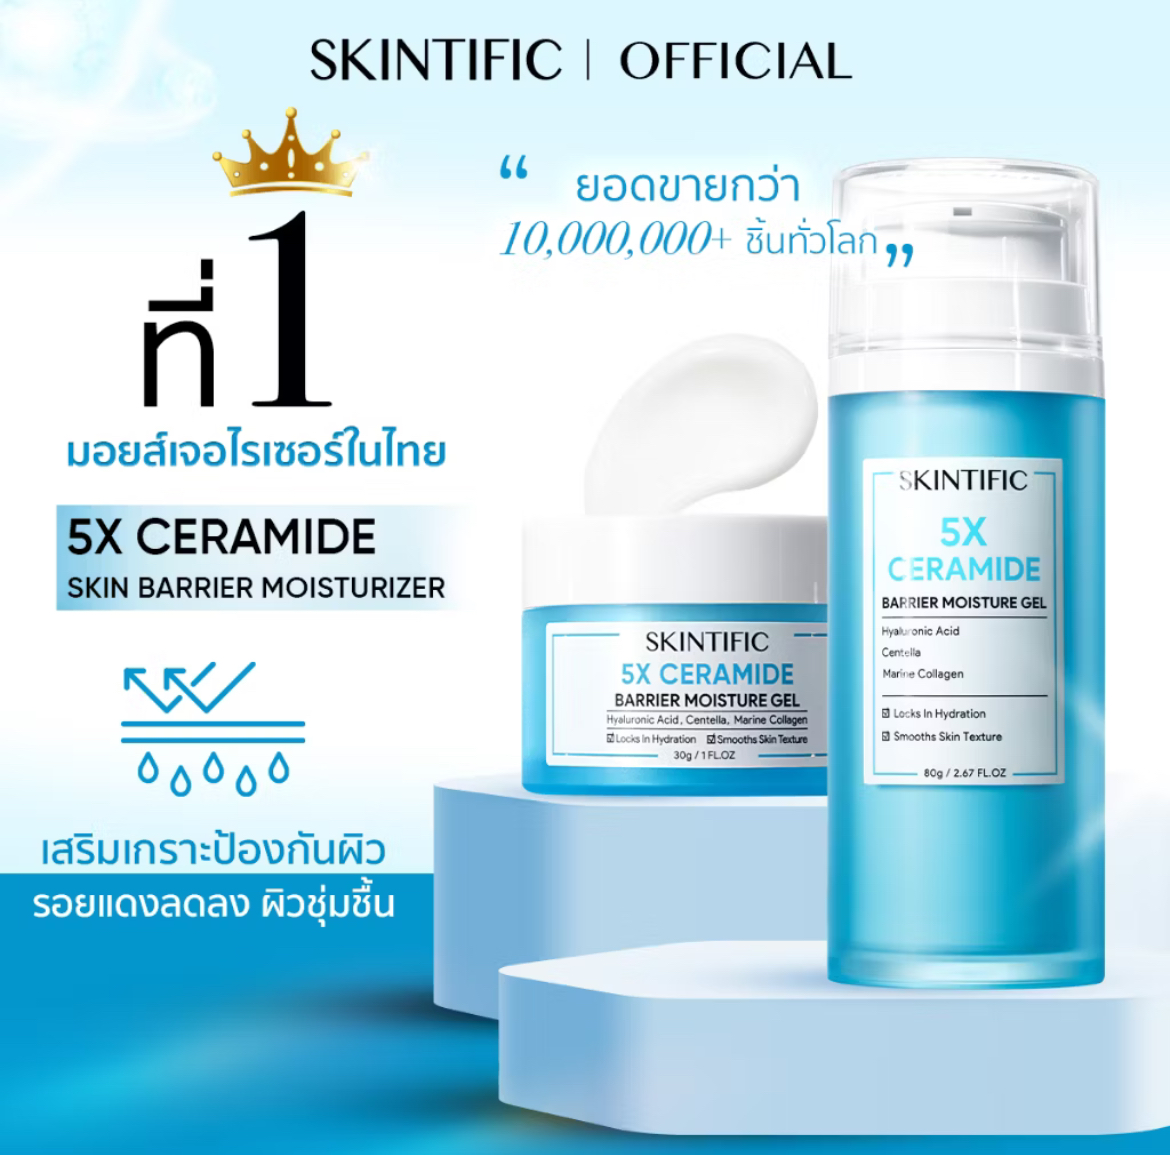 SKINTIFIC | OFFICIAL
ที่ 1
มอยส์เจอไรเซอร์ในไทย
5X CERAMIDE
SKIN BARRIER MOISTURIZER
เสริมเกราะป้องกันผิว
รอยแดงลดลง ผิวชุ่มชื้น
“ ยอดขายกว่า
10,000,000+ ชิ้นทั่วโลก ”
SKINTIFIC
5X CERAMIDE
BARRIER MOISTURE GEL
Hyaluronic Acid, Centella, Marine Collagen
☑ Locks In Hydration ☑ Smooths Skin Texture
30g / 1 FL.OZ
SKINTIFIC
5X
CERAMIDE
BARRIER MOISTURE GEL
Hyaluronic Acid
Centella
Marine Collagen
☑ Locks In Hydration
☑ Smooths Skin Texture
80g / 2.67 FL.OZ